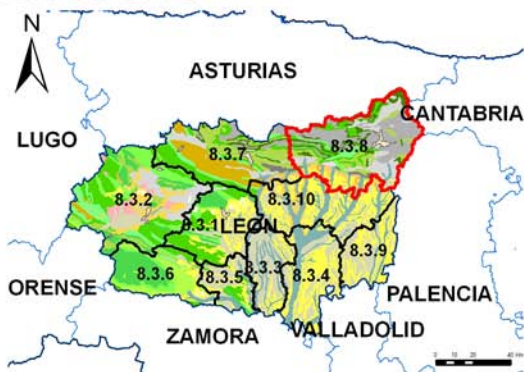 N
ASTURIAS
CANTABRIA
LUGO
8.3.7
8.3.8
8.3.2
8.3.10
8.3.1
LEON
8.3.9
8.3.6
8.3.5
8.3.3
8.3.4
ORENSE
PALENCIA
ZAMORA
VALLADOLID